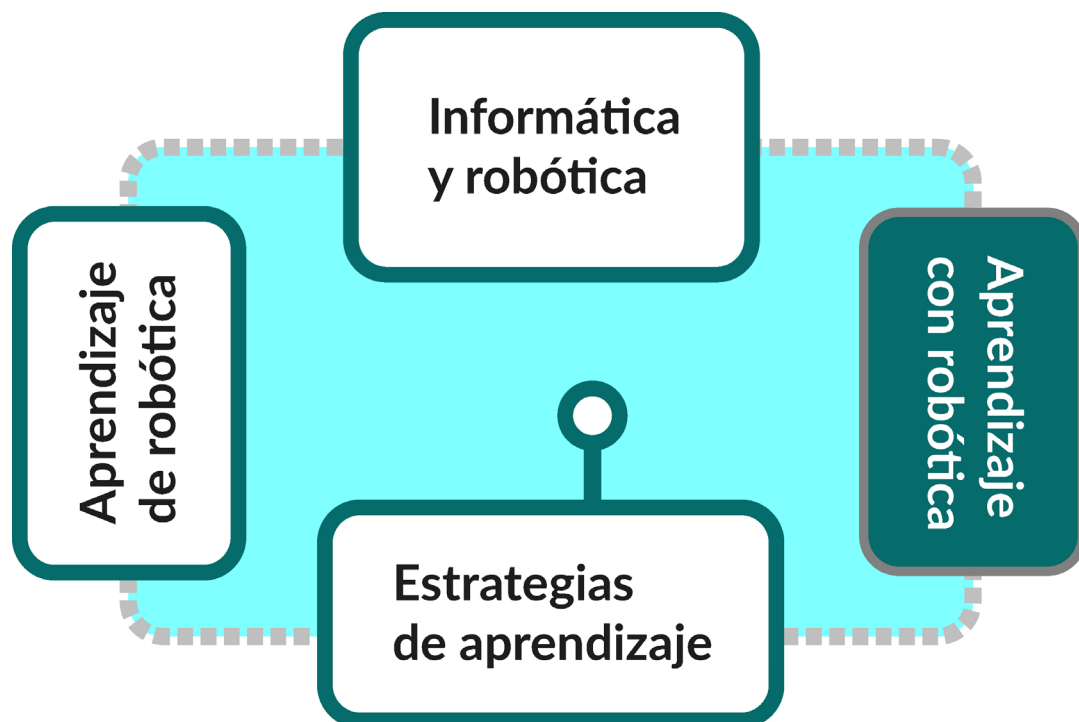 Informática
y robótica
Aprendizaje
de robótica
Aprendizaje
con robótica
Estrategias
de aprendizaje